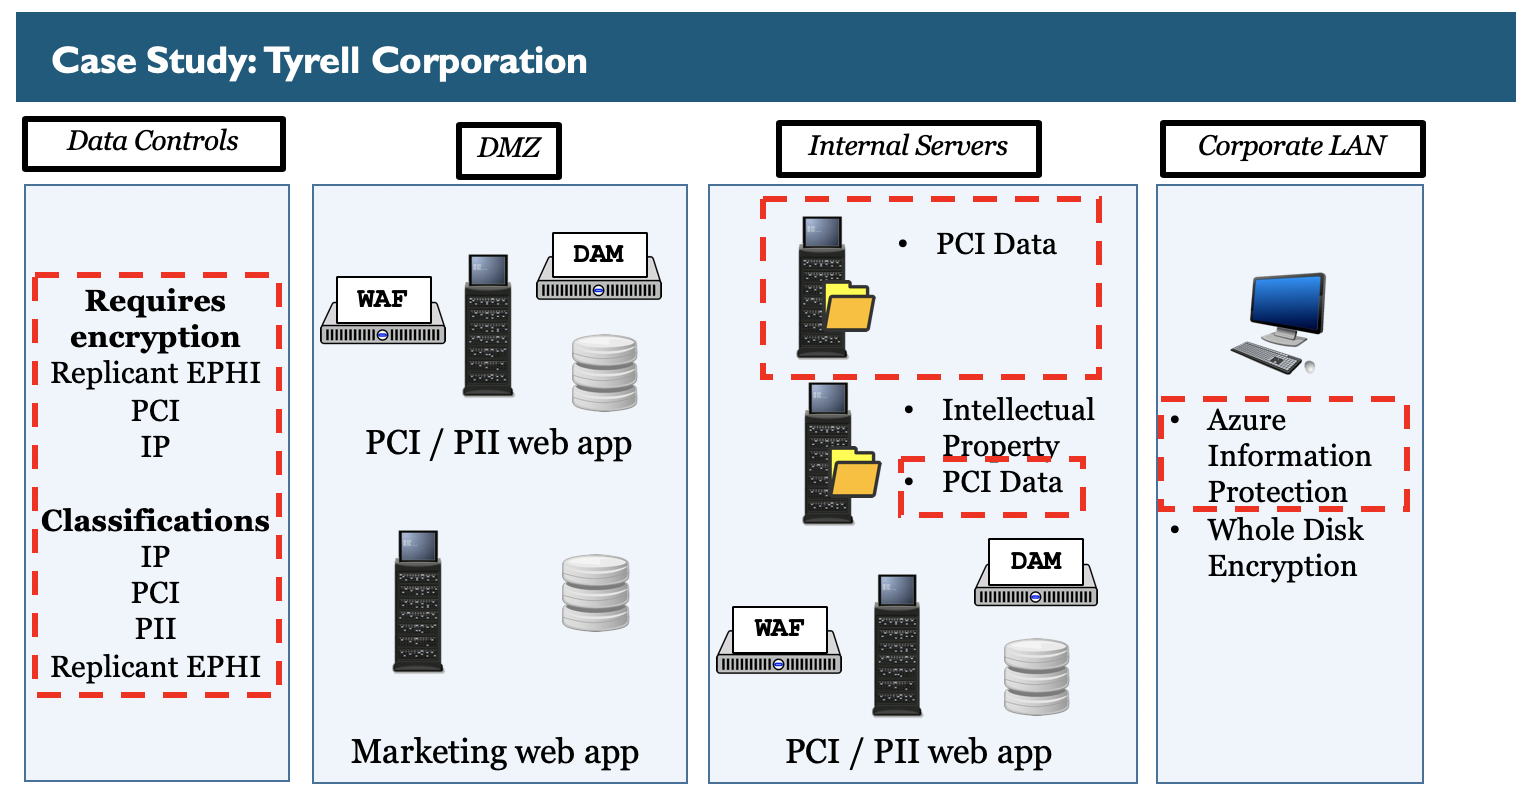 Case Study: Tyrell Corporation
Data Controls
Requires
encryption
Replicant EPHI
PCI
IP
Classifications
IP
PCI
PII
Replicant EPHI
DMZ
WAF
DAM
PCI / PII web app
Marketing web app
Internal Servers
• PCI Data
• Intellectual
Property
• PCI Data
WAF
DAM
PCI / PII web app
Corporate LAN
• Azure
Information
Protection
• Whole Disk
Encryption